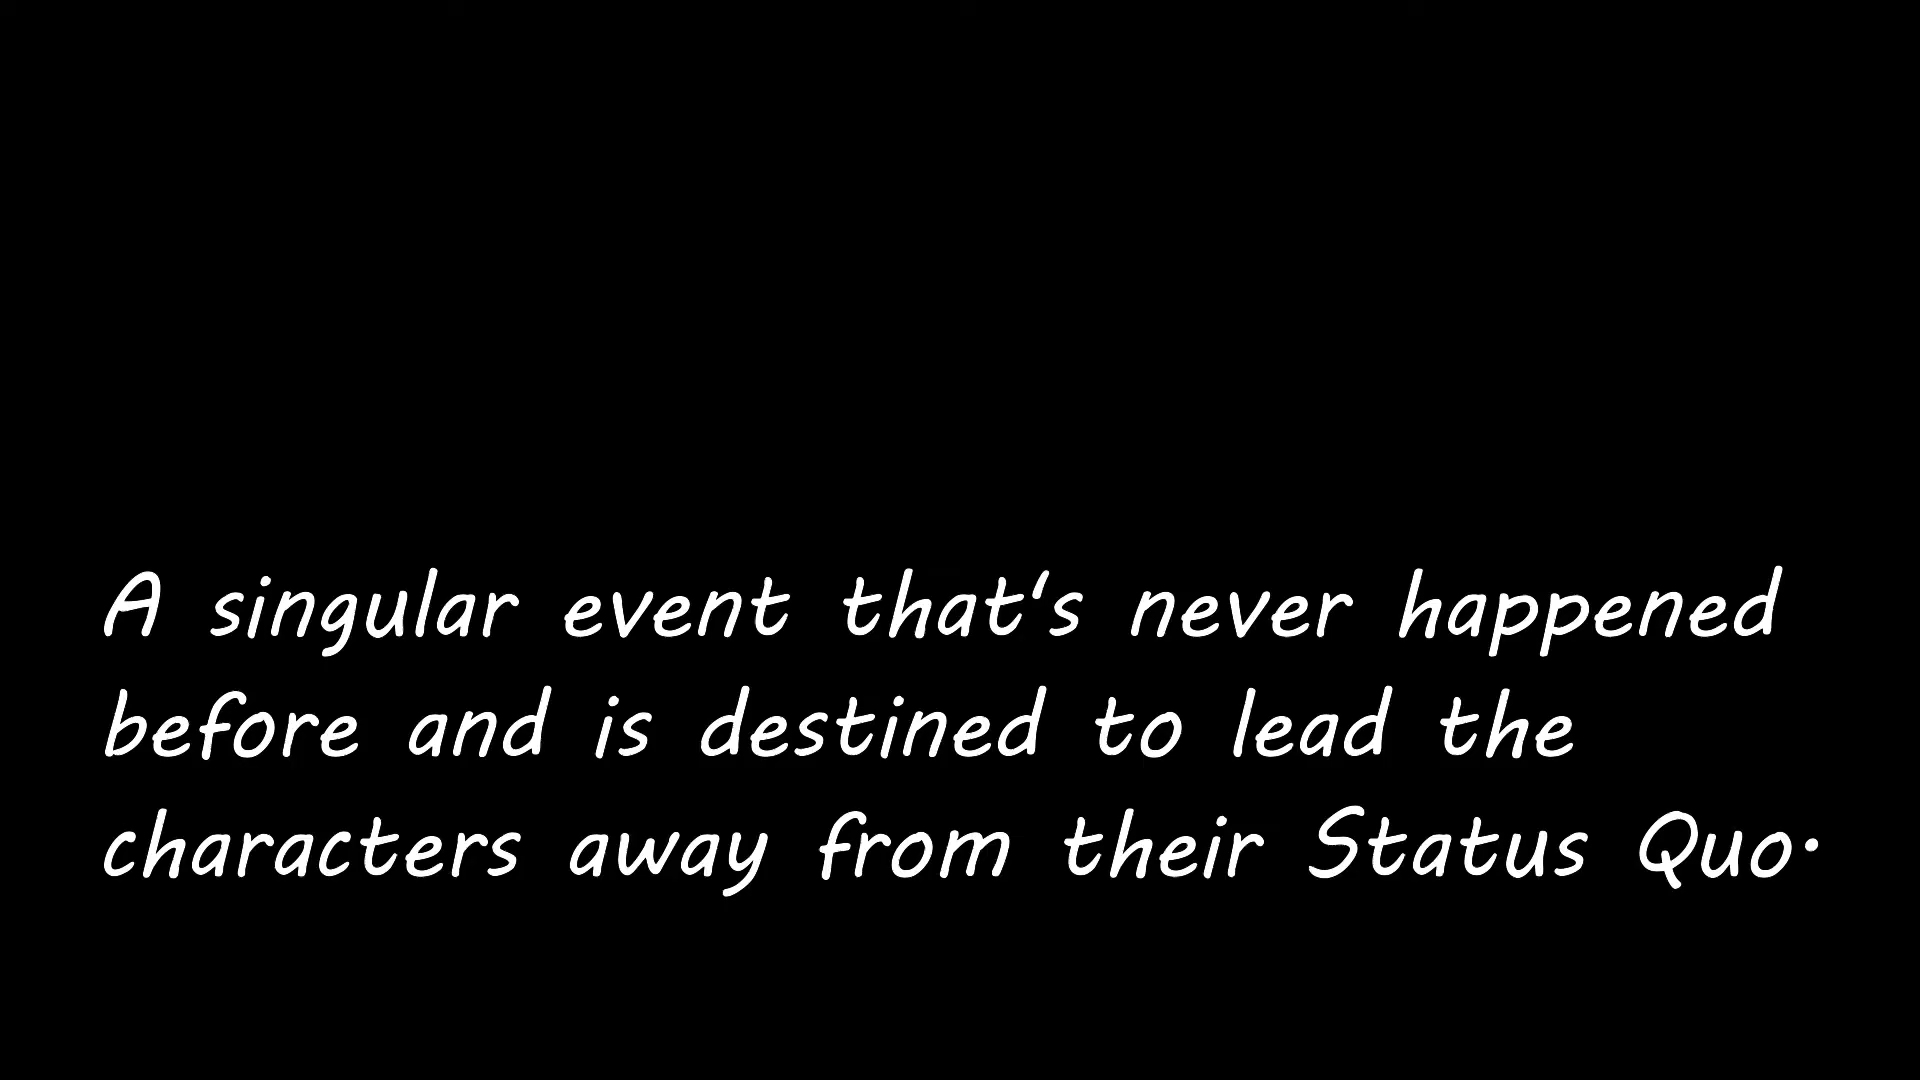 A singular event that's never happened
before and is destined to lead the
characters away from their Status Quo.